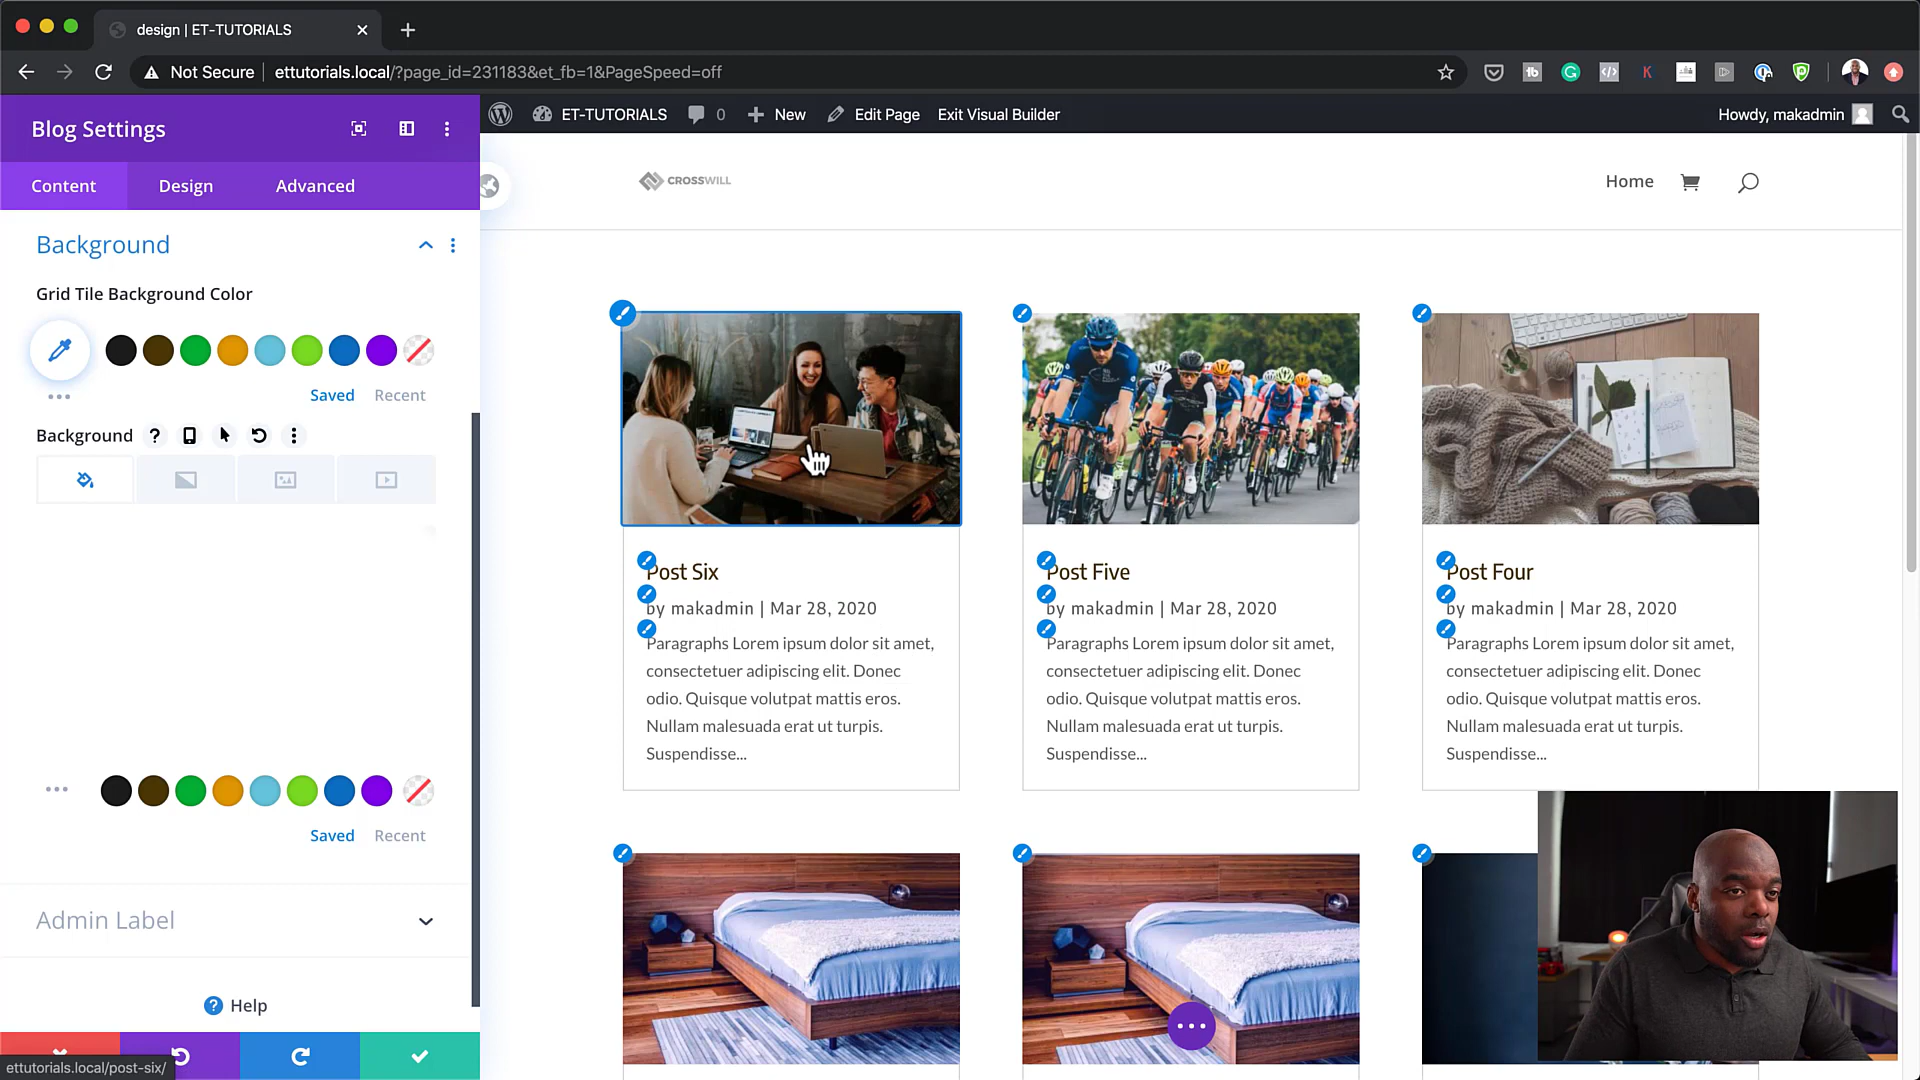 design | ET-TUTORIALS
Not Secure
ettutorials.local/?page_id=231183&et_fb=1&PageSpeed=off
Blog Settings
ET-TUTORIALS
0
New
Edit Page
Exit Visual Builder
Howdy, makadmin
Content
Design
Advanced
CROSSWILL
Home
Background
Grid Tile Background Color
Saved
Recent
Background
Saved
Recent
Admin Label
Help
ettutorials.local/post-six/
Post Six
by makadmin | Mar 28, 2020
Paragraphs Lorem ipsum dolor sit amet,
consectetuer adipiscing elit. Donec
odio. Quisque volutpat mattis eros.
Nullam malesuada erat ut turpis.
Suspendisse...
Post Five
by makadmin | Mar 28, 2020
Paragraphs Lorem ipsum dolor sit amet,
consectetuer adipiscing elit. Donec
odio. Quisque volutpat mattis eros.
Nullam malesuada erat ut turpis.
Suspendisse...
Post Four
by makadmin | Mar 28, 2020
Paragraphs Lorem ipsum dolor sit amet,
consectetuer adipiscing elit. Donec
odio. Quisque volutpat mattis eros.
Nullam malesuada erat ut turpis.
Suspendisse...